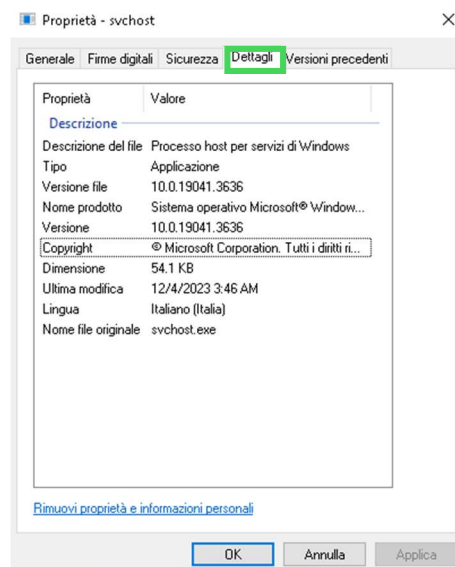 Proprietà - svchost
Generale Firme digitali Sicurezza Dettagli Versioni precedenti
Proprietà Valore
Descrizione
Descrizione del file Processo host per servizi di Windows
Tipo Applicazione
Versione file 10.0.19041.3636
Nome prodotto Sistema operativo Microsoft® Window...
Versione 10.0.19041.3636
Copyright © Microsoft Corporation. Tutti i diritti ri...
Dimensione 54.1 KB
Ultima modifica 12/4/2023 3:46 AM
Lingua Italiano (Italia)
Nome file originale svchost.exe
Rimuovi proprietà e informazioni personali
OK Annulla Applica